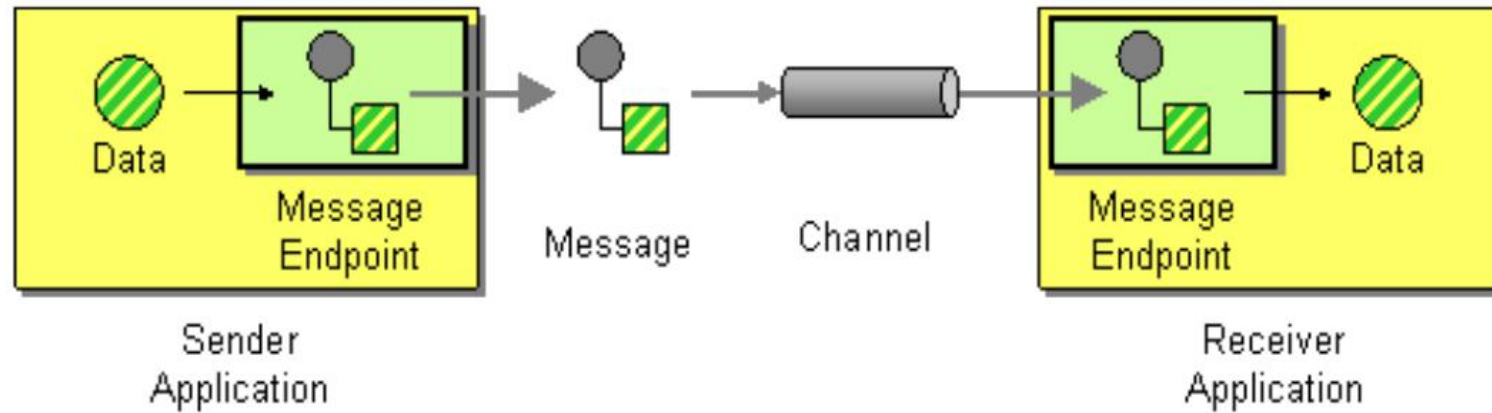 Data
Message
Endpoint
Message
Channel
Message
Endpoint
Data
Sender
Application
Receiver
Application